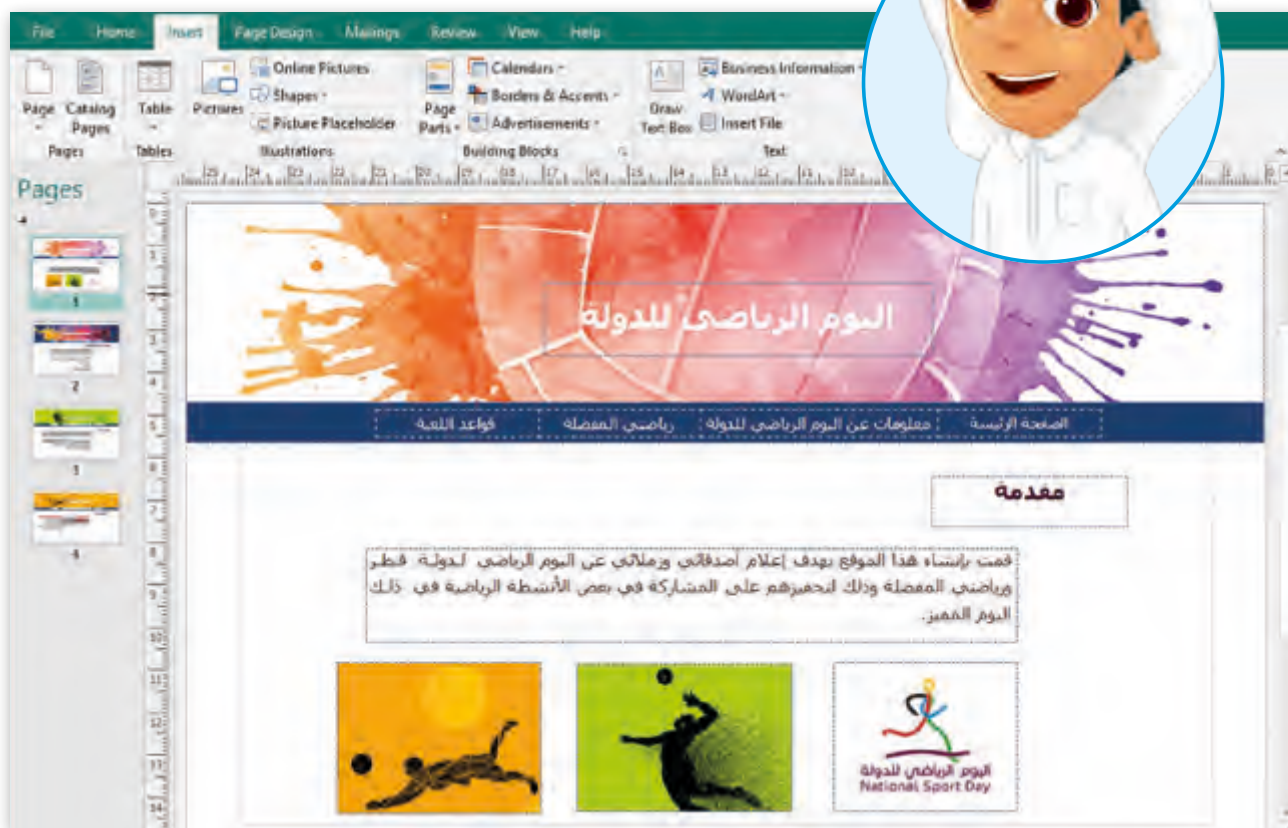 File Home Insert Page Design Mailings Review View Help
Page Catalog Pages Table Pictures Online Pictures Shapes Picture Placeholder Page Parts Calendars Borders & Accents Advertisements Draw Text Box Business Information WordArt Insert File
Pages Tables Illustrations Building Blocks Text
Pages
1
2
3
4
اليوم الرياضي للدولة
الصفحة الرئيسة معلومات عن اليوم الرياضي للدولة رياضتي المفضلة قواعد اللعبة
مقدمة
قمت بإنشاء هذا الموقع بهدف إعلام أصدقائي وزملائي عن اليوم الرياضي لدولة قطر
ورياضتي المفضلة وذلك لتحفيزهم على المشاركة في بعض الأنشطة الرياضية في ذلك
اليوم المميز.
اليوم الرياضي للدولة
National Sport Day